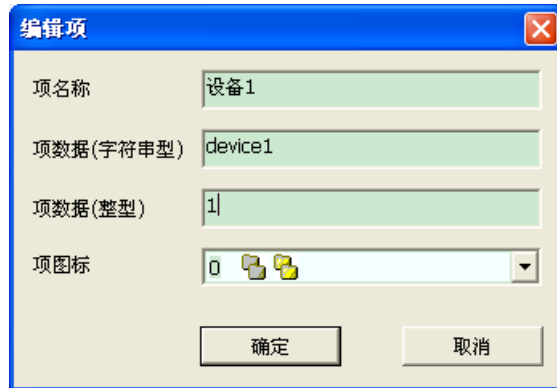 编辑项
项名称 设备1
项数据(字符串型) device1
项数据(整型) 1
项图标 0
确定 取消